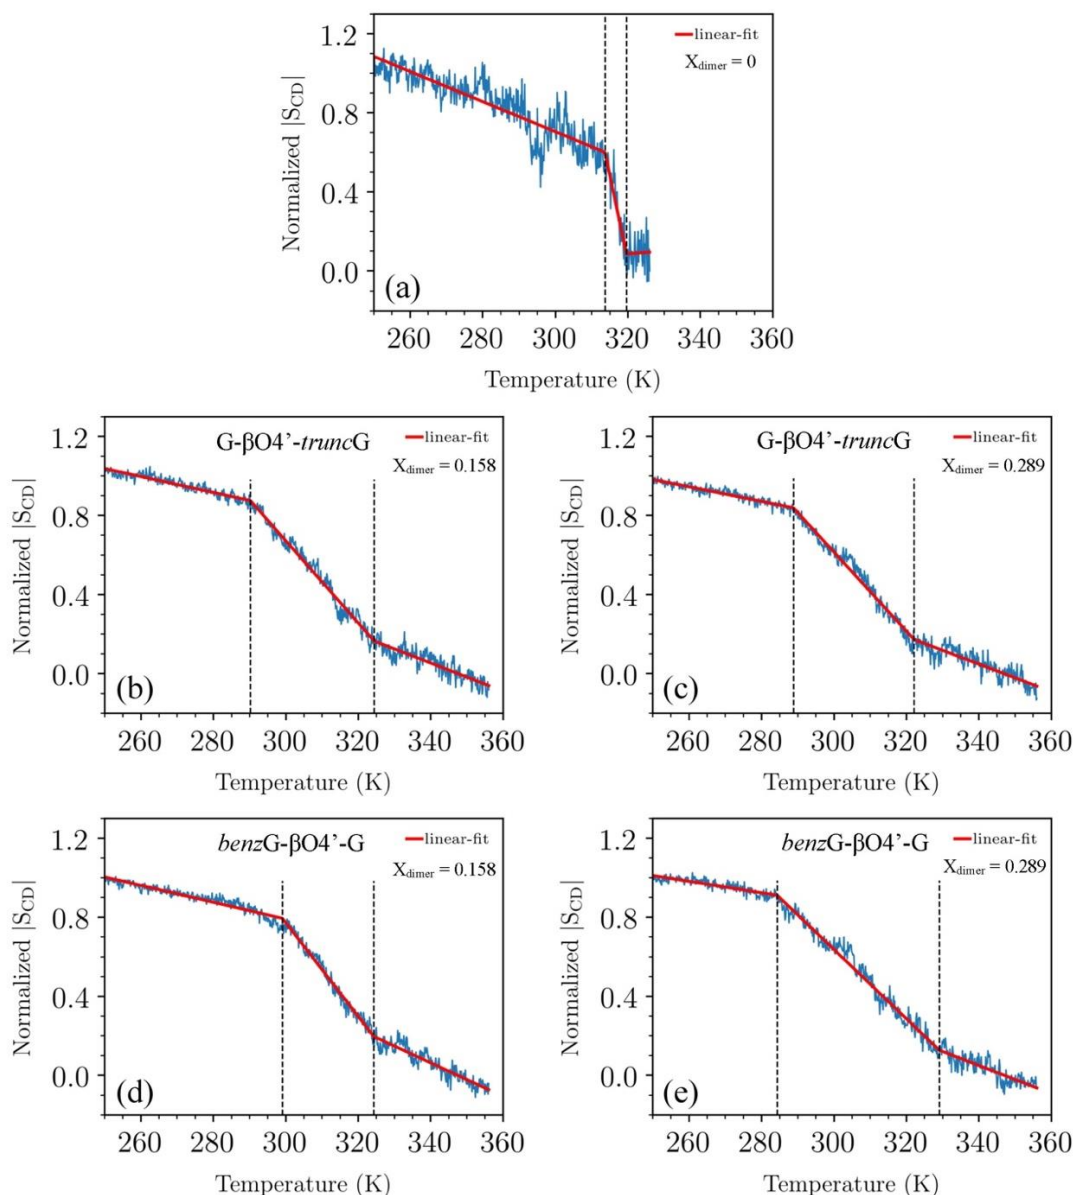 1.2
0.8
0.4
0.0
Normalized |S_CD|
linear-fit
X_dimer = 0
(a)
260 280 300 320 340 360
Temperature (K)
1.2
0.8
0.4
0.0
Normalized |S_CD|
G-βO4’-truncG
linear-fit
X_dimer = 0.158
(b)
260 280 300 320 340 360
Temperature (K)
1.2
0.8
0.4
0.0
Normalized |S_CD|
G-βO4’-truncG
linear-fit
X_dimer = 0.289
(c)
260 280 300 320 340 360
Temperature (K)
1.2
0.8
0.4
0.0
Normalized |S_CD|
benzG-βO4’-G
linear-fit
X_dimer = 0.158
(d)
260 280 300 320 340 360
Temperature (K)
1.2
0.8
0.4
0.0
Normalized |S_CD|
benzG-βO4’-G
linear-fit
X_dimer = 0.289
(e)
260 280 300 320 340 360
Temperature (K)